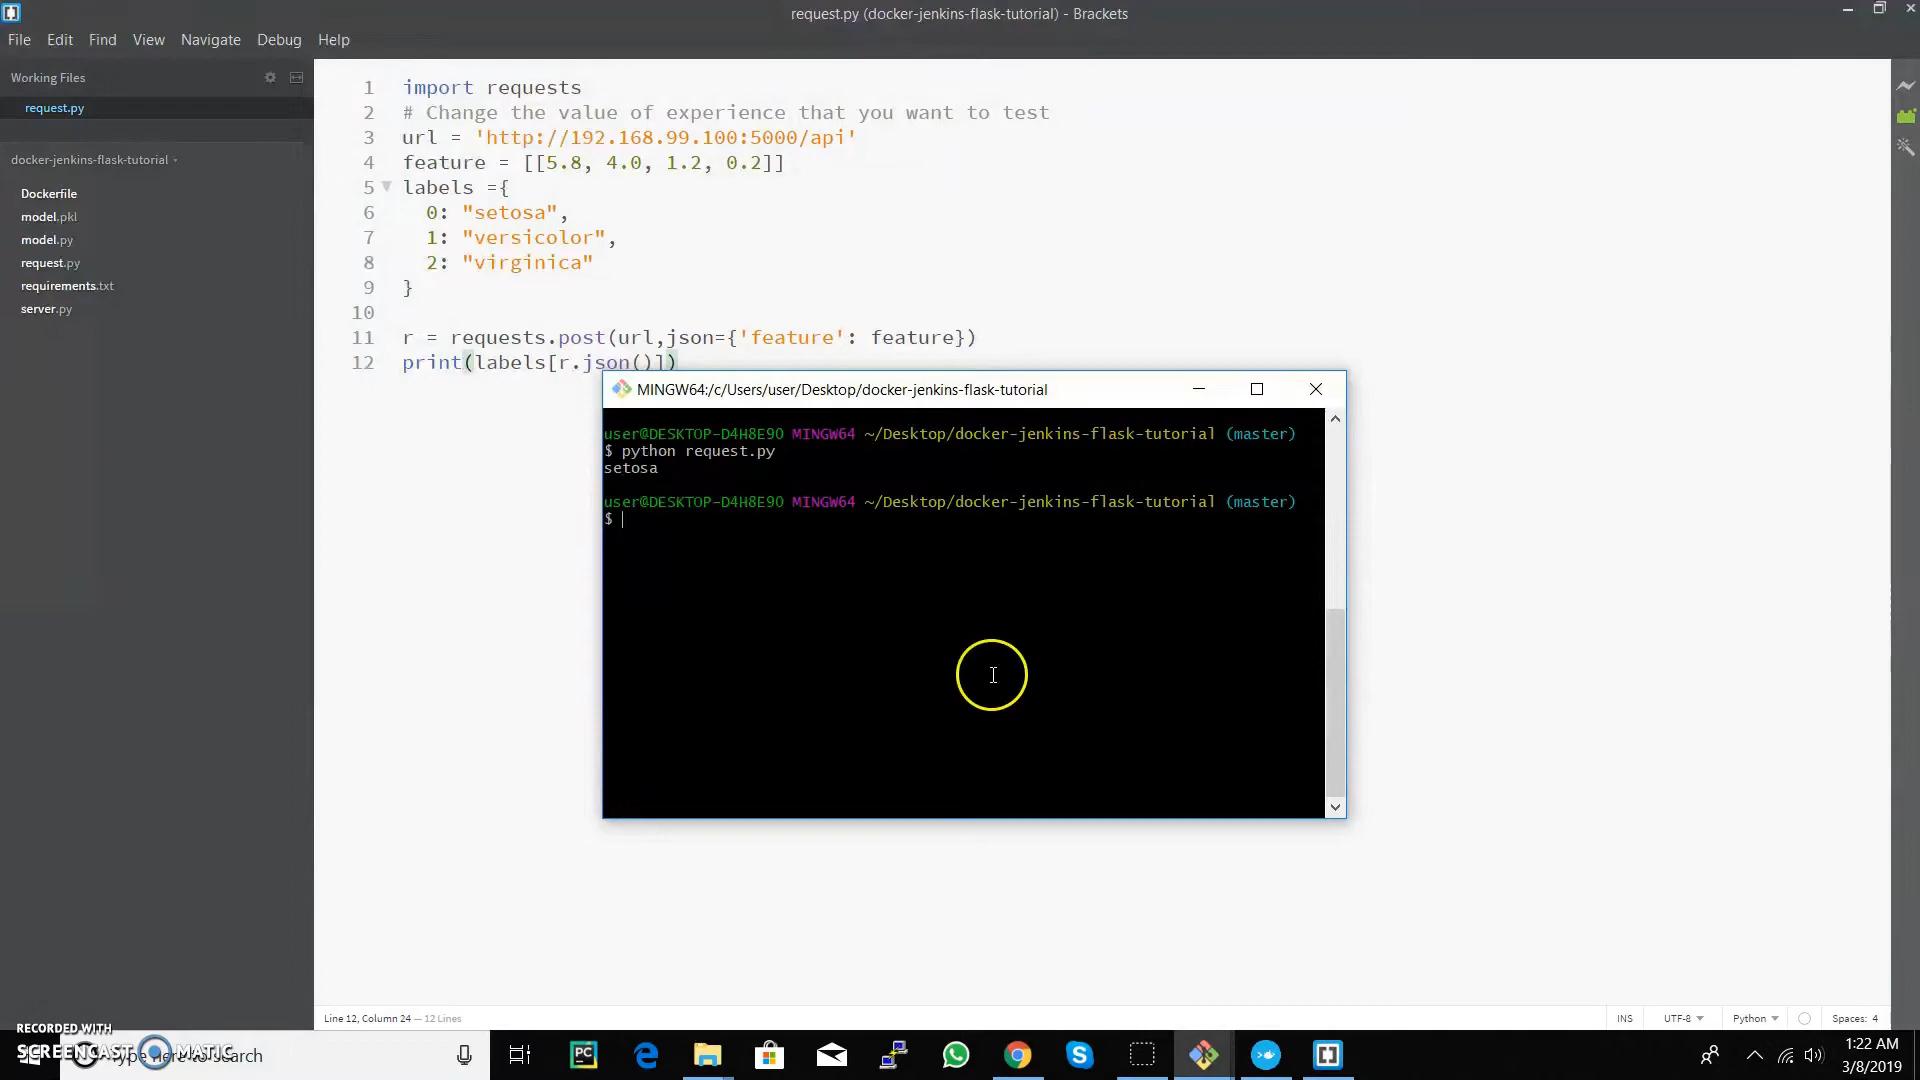 request.py (docker-jenkins-flask-tutorial) - Brackets
File Edit Find View Navigate Debug Help
Working Files
request.py
docker-jenkins-flask-tutorial
Dockerfile
model.pkl
model.py
request.py
requirements.txt
server.py
1 import requests
2 # Change the value of experience that you want to test
3 url = 'http://192.168.99.100:5000/api'
4 feature = [[5.8, 4.0, 1.2, 0.2]]
5 labels ={
6 0: "setosa",
7 1: "versicolor",
8 2: "virginica"
9 }
10
11 r = requests.post(url,json={'feature': feature})
12 print(labels[r.json()])
MINGW64:/c/Users/user/Desktop/docker-jenkins-flask-tutorial
user@DESKTOP-D4H8E9O MINGW64 ~/Desktop/docker-jenkins-flask-tutorial (master)
$ python request.py
setosa
user@DESKTOP-D4H8E9O MINGW64 ~/Desktop/docker-jenkins-flask-tutorial (master)
$
Line 12, Column 24 — 12 Lines
INS UTF-8 Python Spaces: 4
RECORDED WITH
SCREENCAST MATIC
Type here to search
PC
1:22 AM
3/8/2019